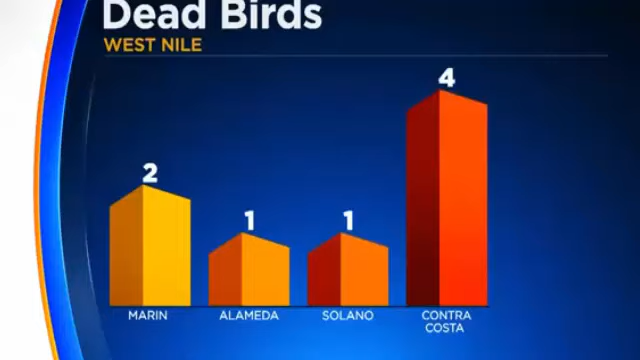 Dead Birds
WEST NILE
4
2
1
1
MARIN
ALAMEDA
SOLANO
CONTRA
COSTA